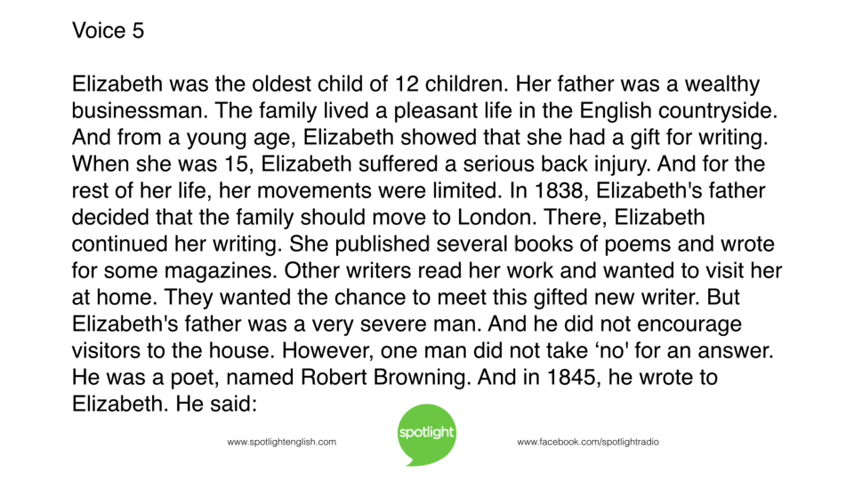 Voice 5
Elizabeth was the oldest child of 12 children. Her father was a wealthy
businessman. The family lived a pleasant life in the English countryside.
And from a young age, Elizabeth showed that she had a gift for writing.
When she was 15, Elizabeth suffered a serious back injury. And for the
rest of her life, her movements were limited. In 1838, Elizabeth's father
decided that the family should move to London. There, Elizabeth
continued her writing. She published several books of poems and wrote
for some magazines. Other writers read her work and wanted to visit her
at home. They wanted the chance to meet this gifted new writer. But
Elizabeth's father was a very severe man. And he did not encourage
visitors to the house. However, one man did not take ‘no' for an answer.
He was a poet, named Robert Browning. And in 1845, he wrote to
Elizabeth. He said:
spotlight
www.spotlightenglish.com
www.facebook.com/spotlightradio